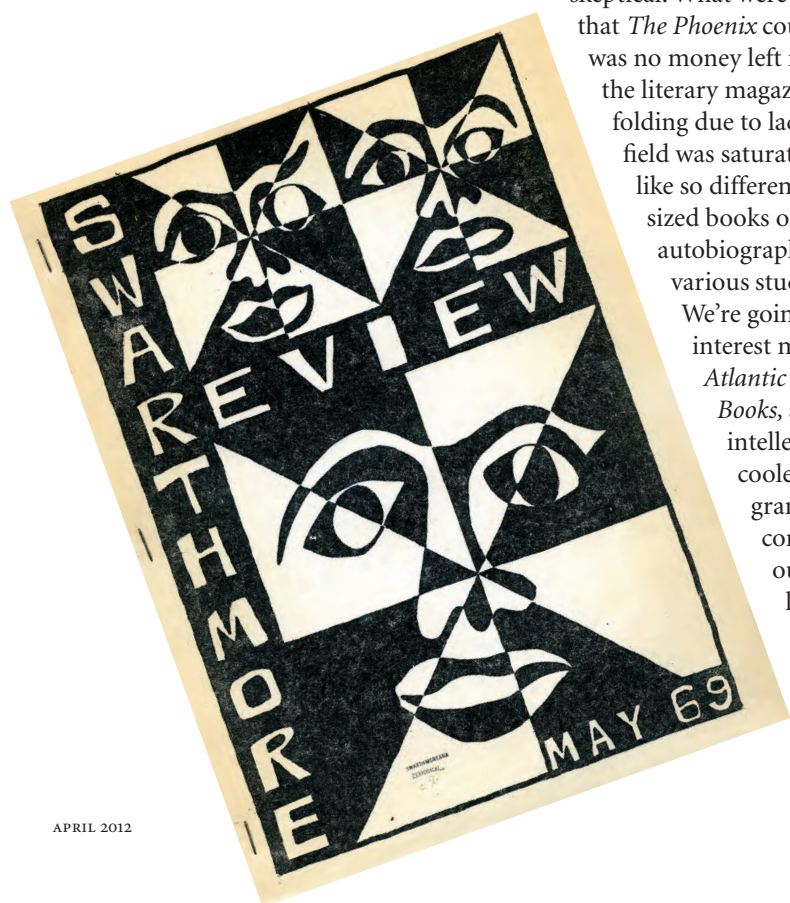 skeptical. What were
that The Phoenix cou
was no money left i
the literary magaz
folding due to lac
field was saturat
like so differen
sized books o
autobiograph
various stud
We're goin
interest m
Atlantic
Books,
intelle
coole
gran
con
ou
SWARTHMORE
REVIEW
MAY 69
SWARTHMOREANA
APRIL 2012